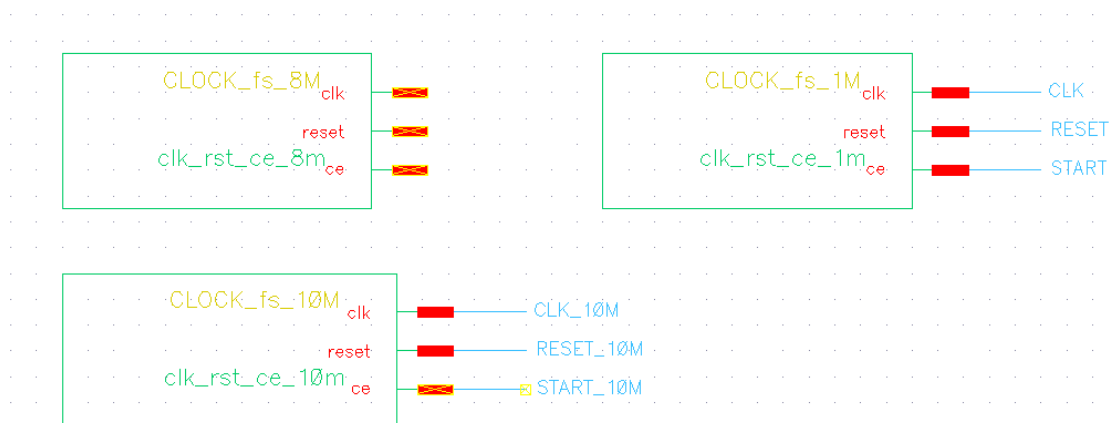 CLOCK_fs_8M
clk
reset
clk_rst_ce_8m
ce
CLOCK_fs_1M
clk
CLK
reset
RESET
clk_rst_ce_1m
ce
START
CLOCK_fs_10M
clk
CLK_10M
reset
RESET_10M
clk_rst_ce_10m
ce
START_10M